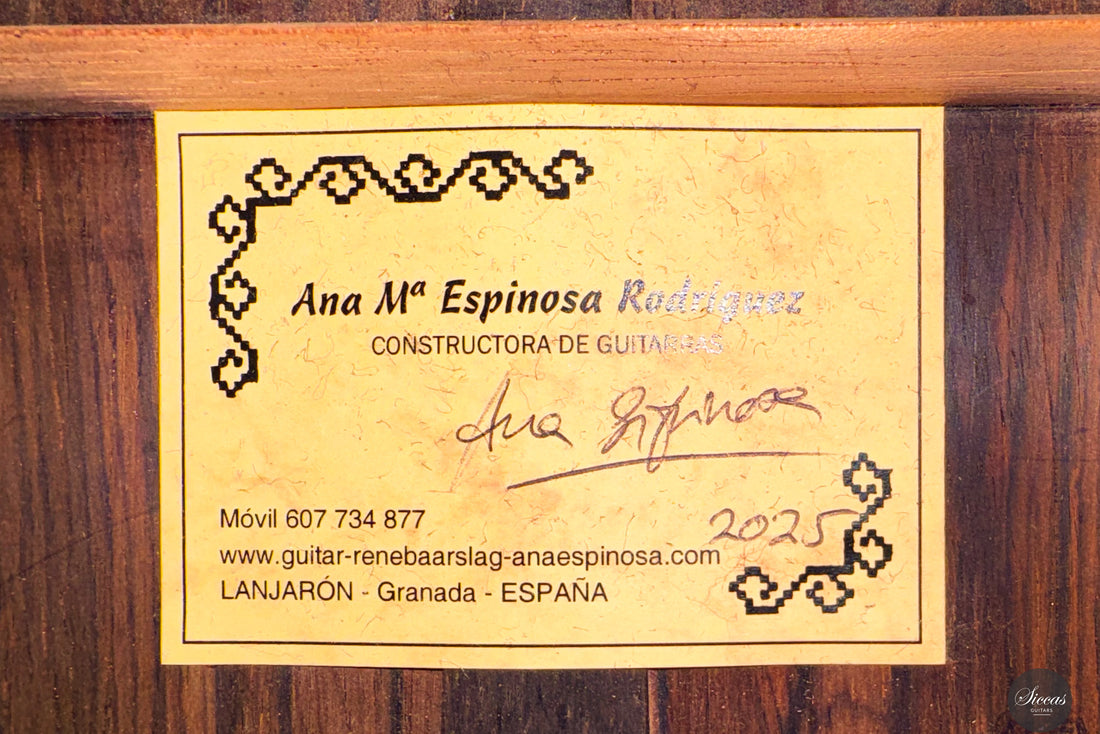 Ana Mª Espinosa Rodríguez
CONSTRUCTORA DE GUITARRAS
Ana Espinosa
2025
Móvil 607 734 877
www.guitar-renebaarslag-anaespinosa.com
LANJARÓN - Granada - ESPAÑA
Siccas
GUITARS